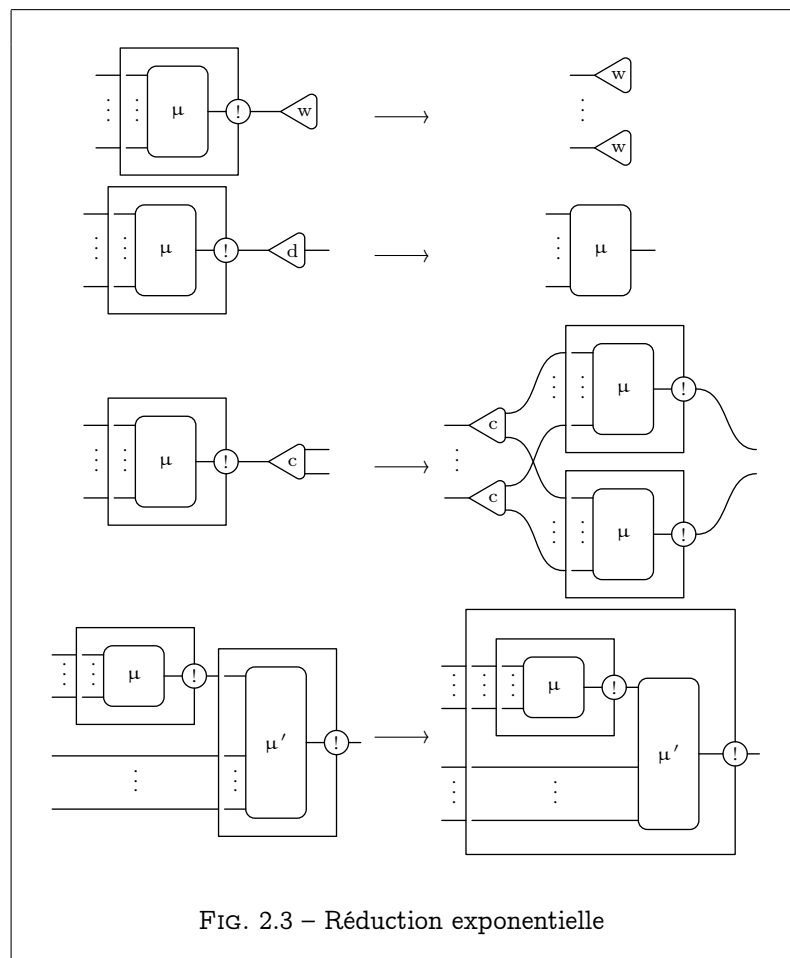 μ ! w w
w
μ ! d μ
μ !
μ ! c c
c
μ !
μ ! μ !
μ' ! μ' !
FIG. 2.3 – Réduction exponentielle